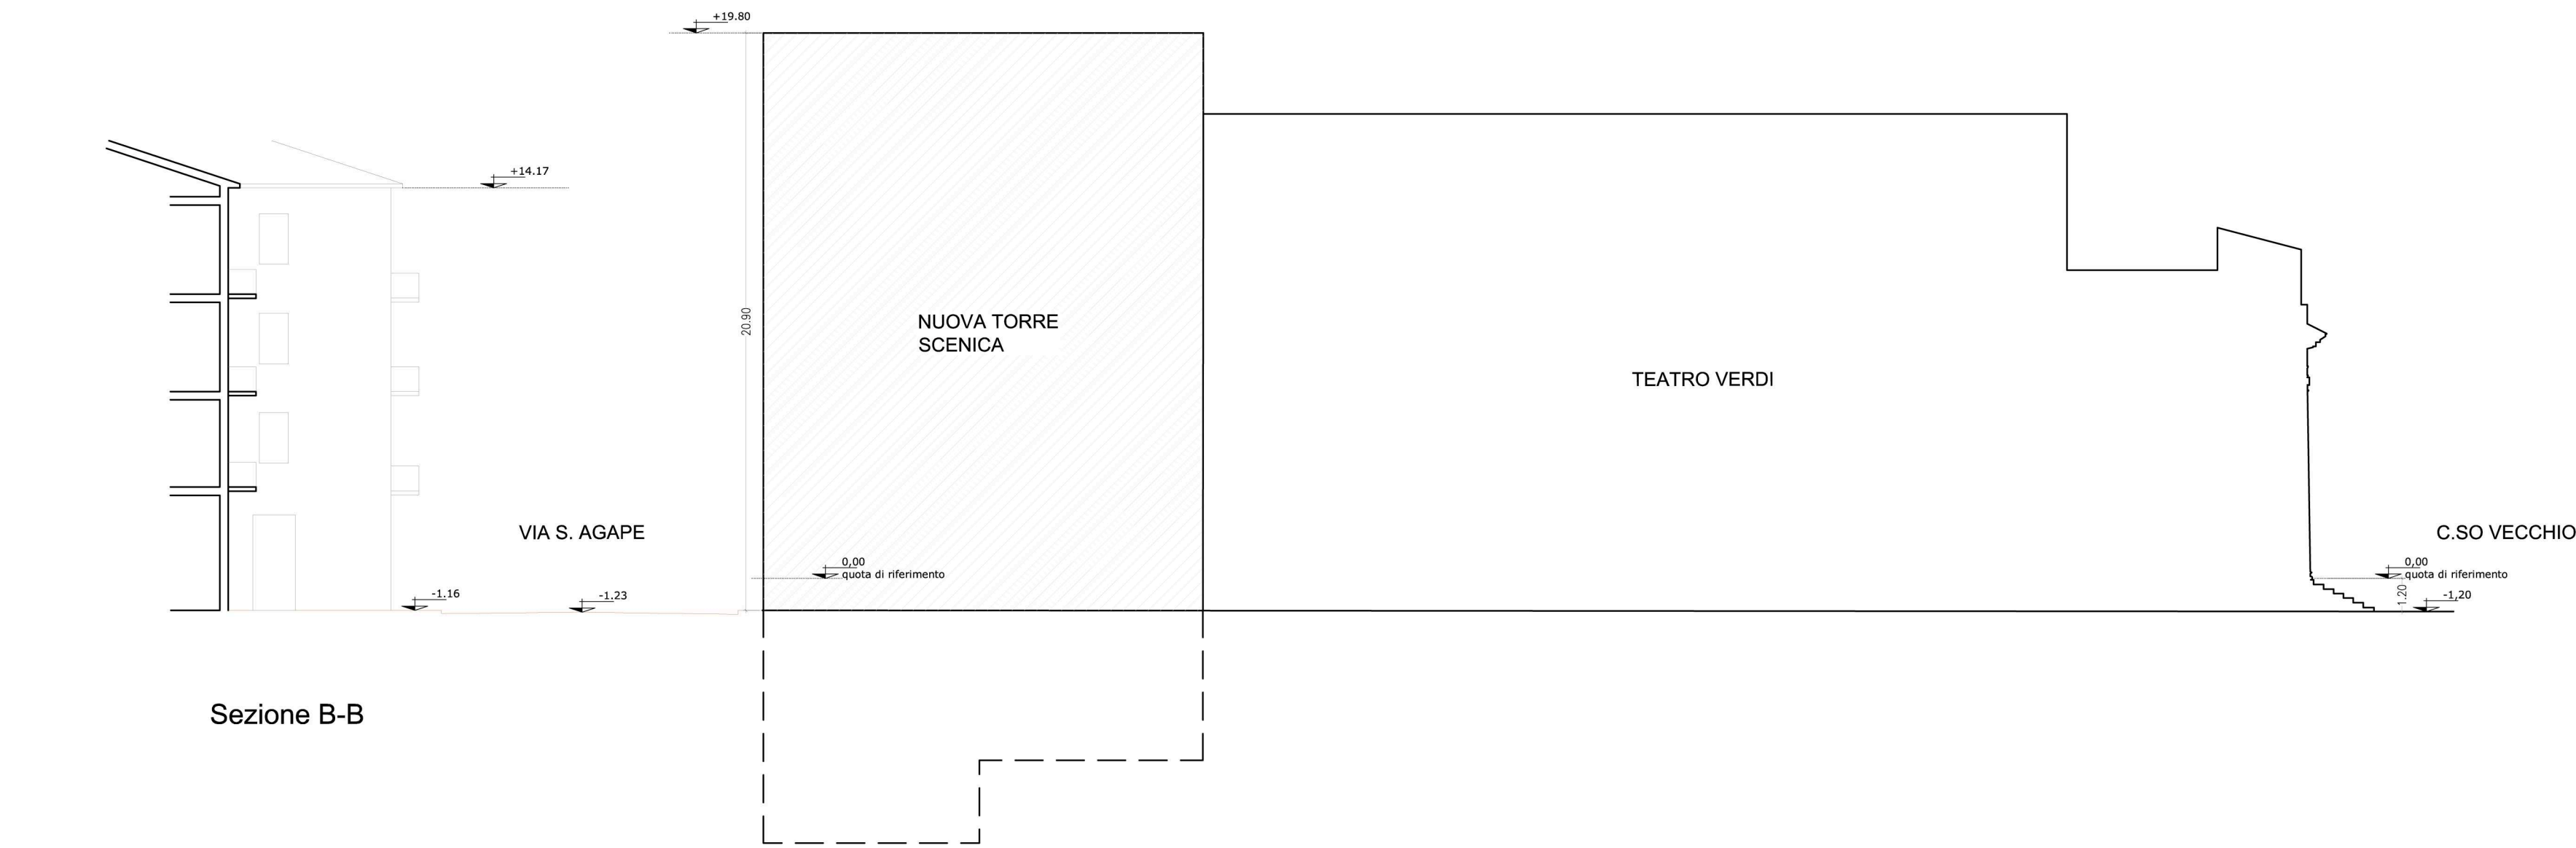 +19.80
+14.17
20.90
NUOVA TORRE
SCENICA
TEATRO VERDI
VIA S. AGAPE
C.SO VECCHIO
0,00
quota di riferimento
0,00
quota di riferimento
-1.16
-1.23
1.20
-1,20
Sezione B-B